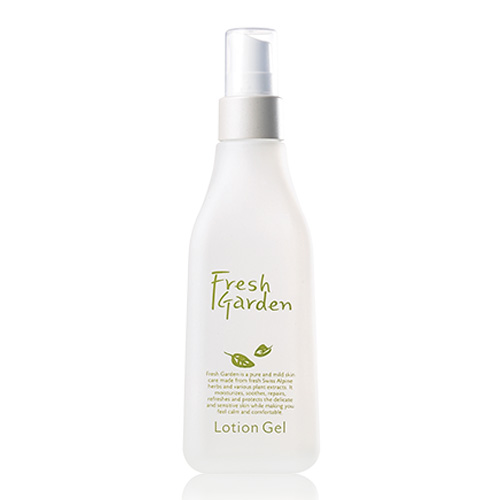 Fresh
Garden
Fresh Garden is a pure and mild skin
care made from fresh Swiss Alpine
herbs and various plant extracts. It
moisturizes, soothes, repairs,
refreshes and protects the delicate
and sensitive skin while making you
feel calm and comfortable.
Lotion Gel